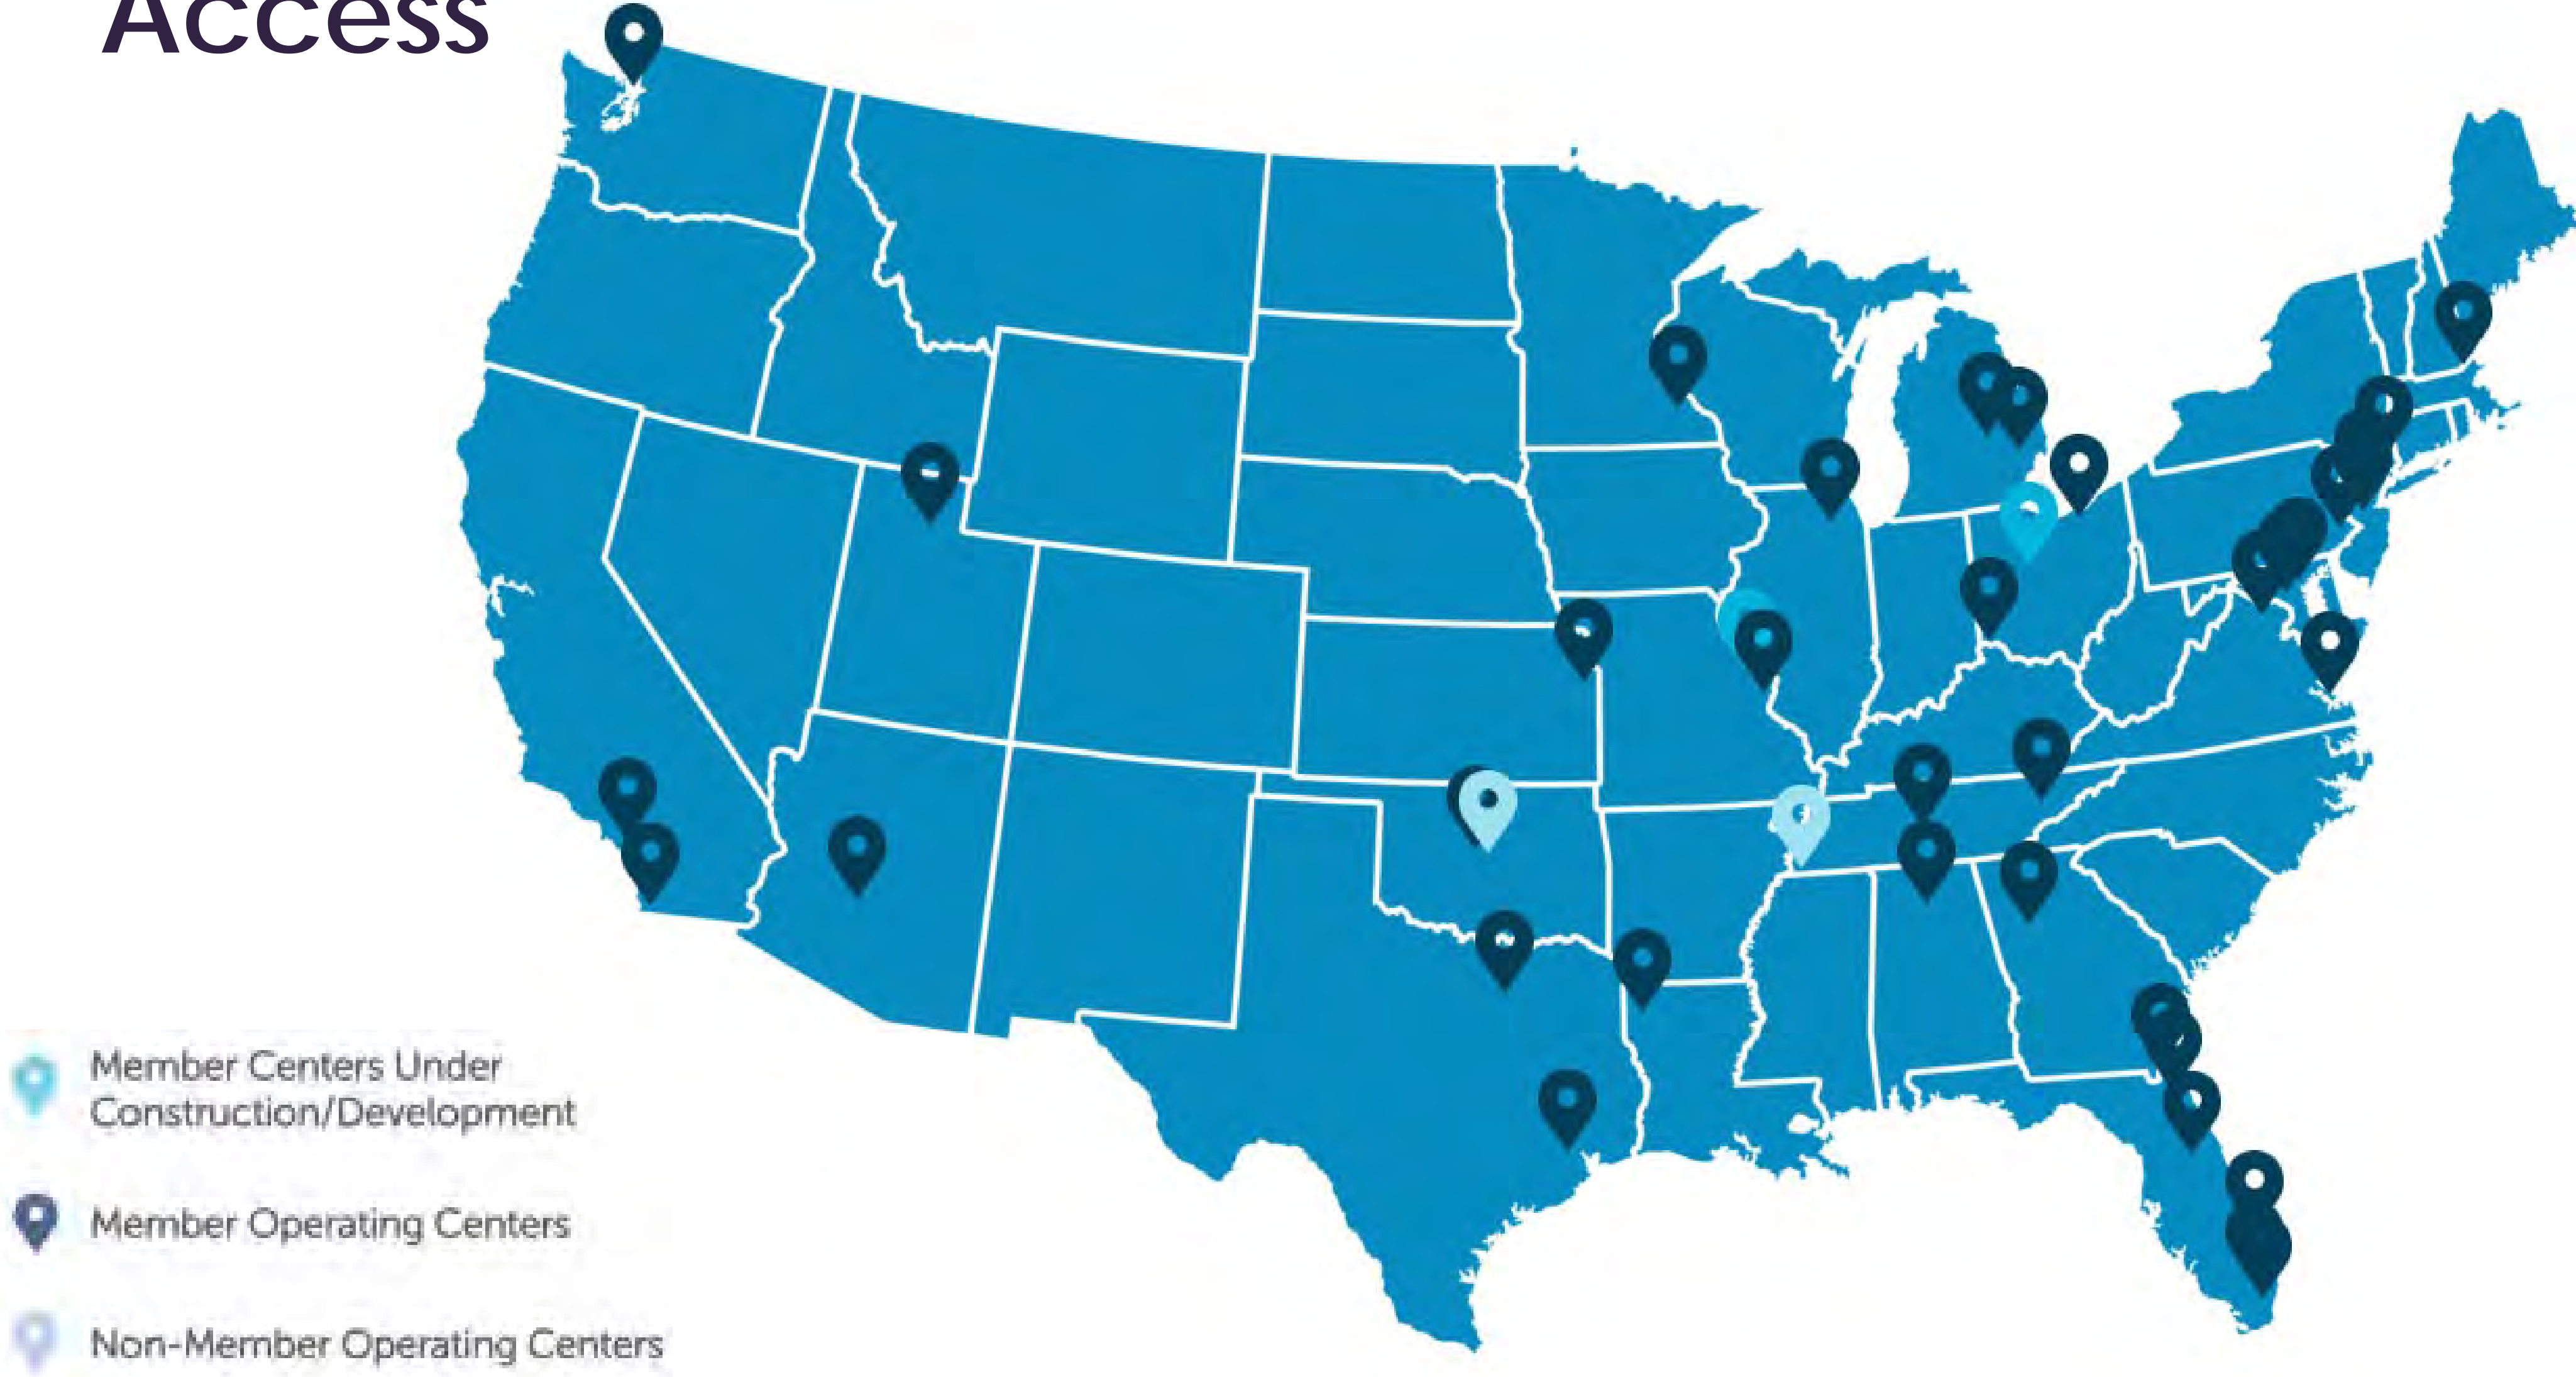 Access
Member Centers Under
Construction/Development
Member Operating Centers
Non-Member Operating Centers